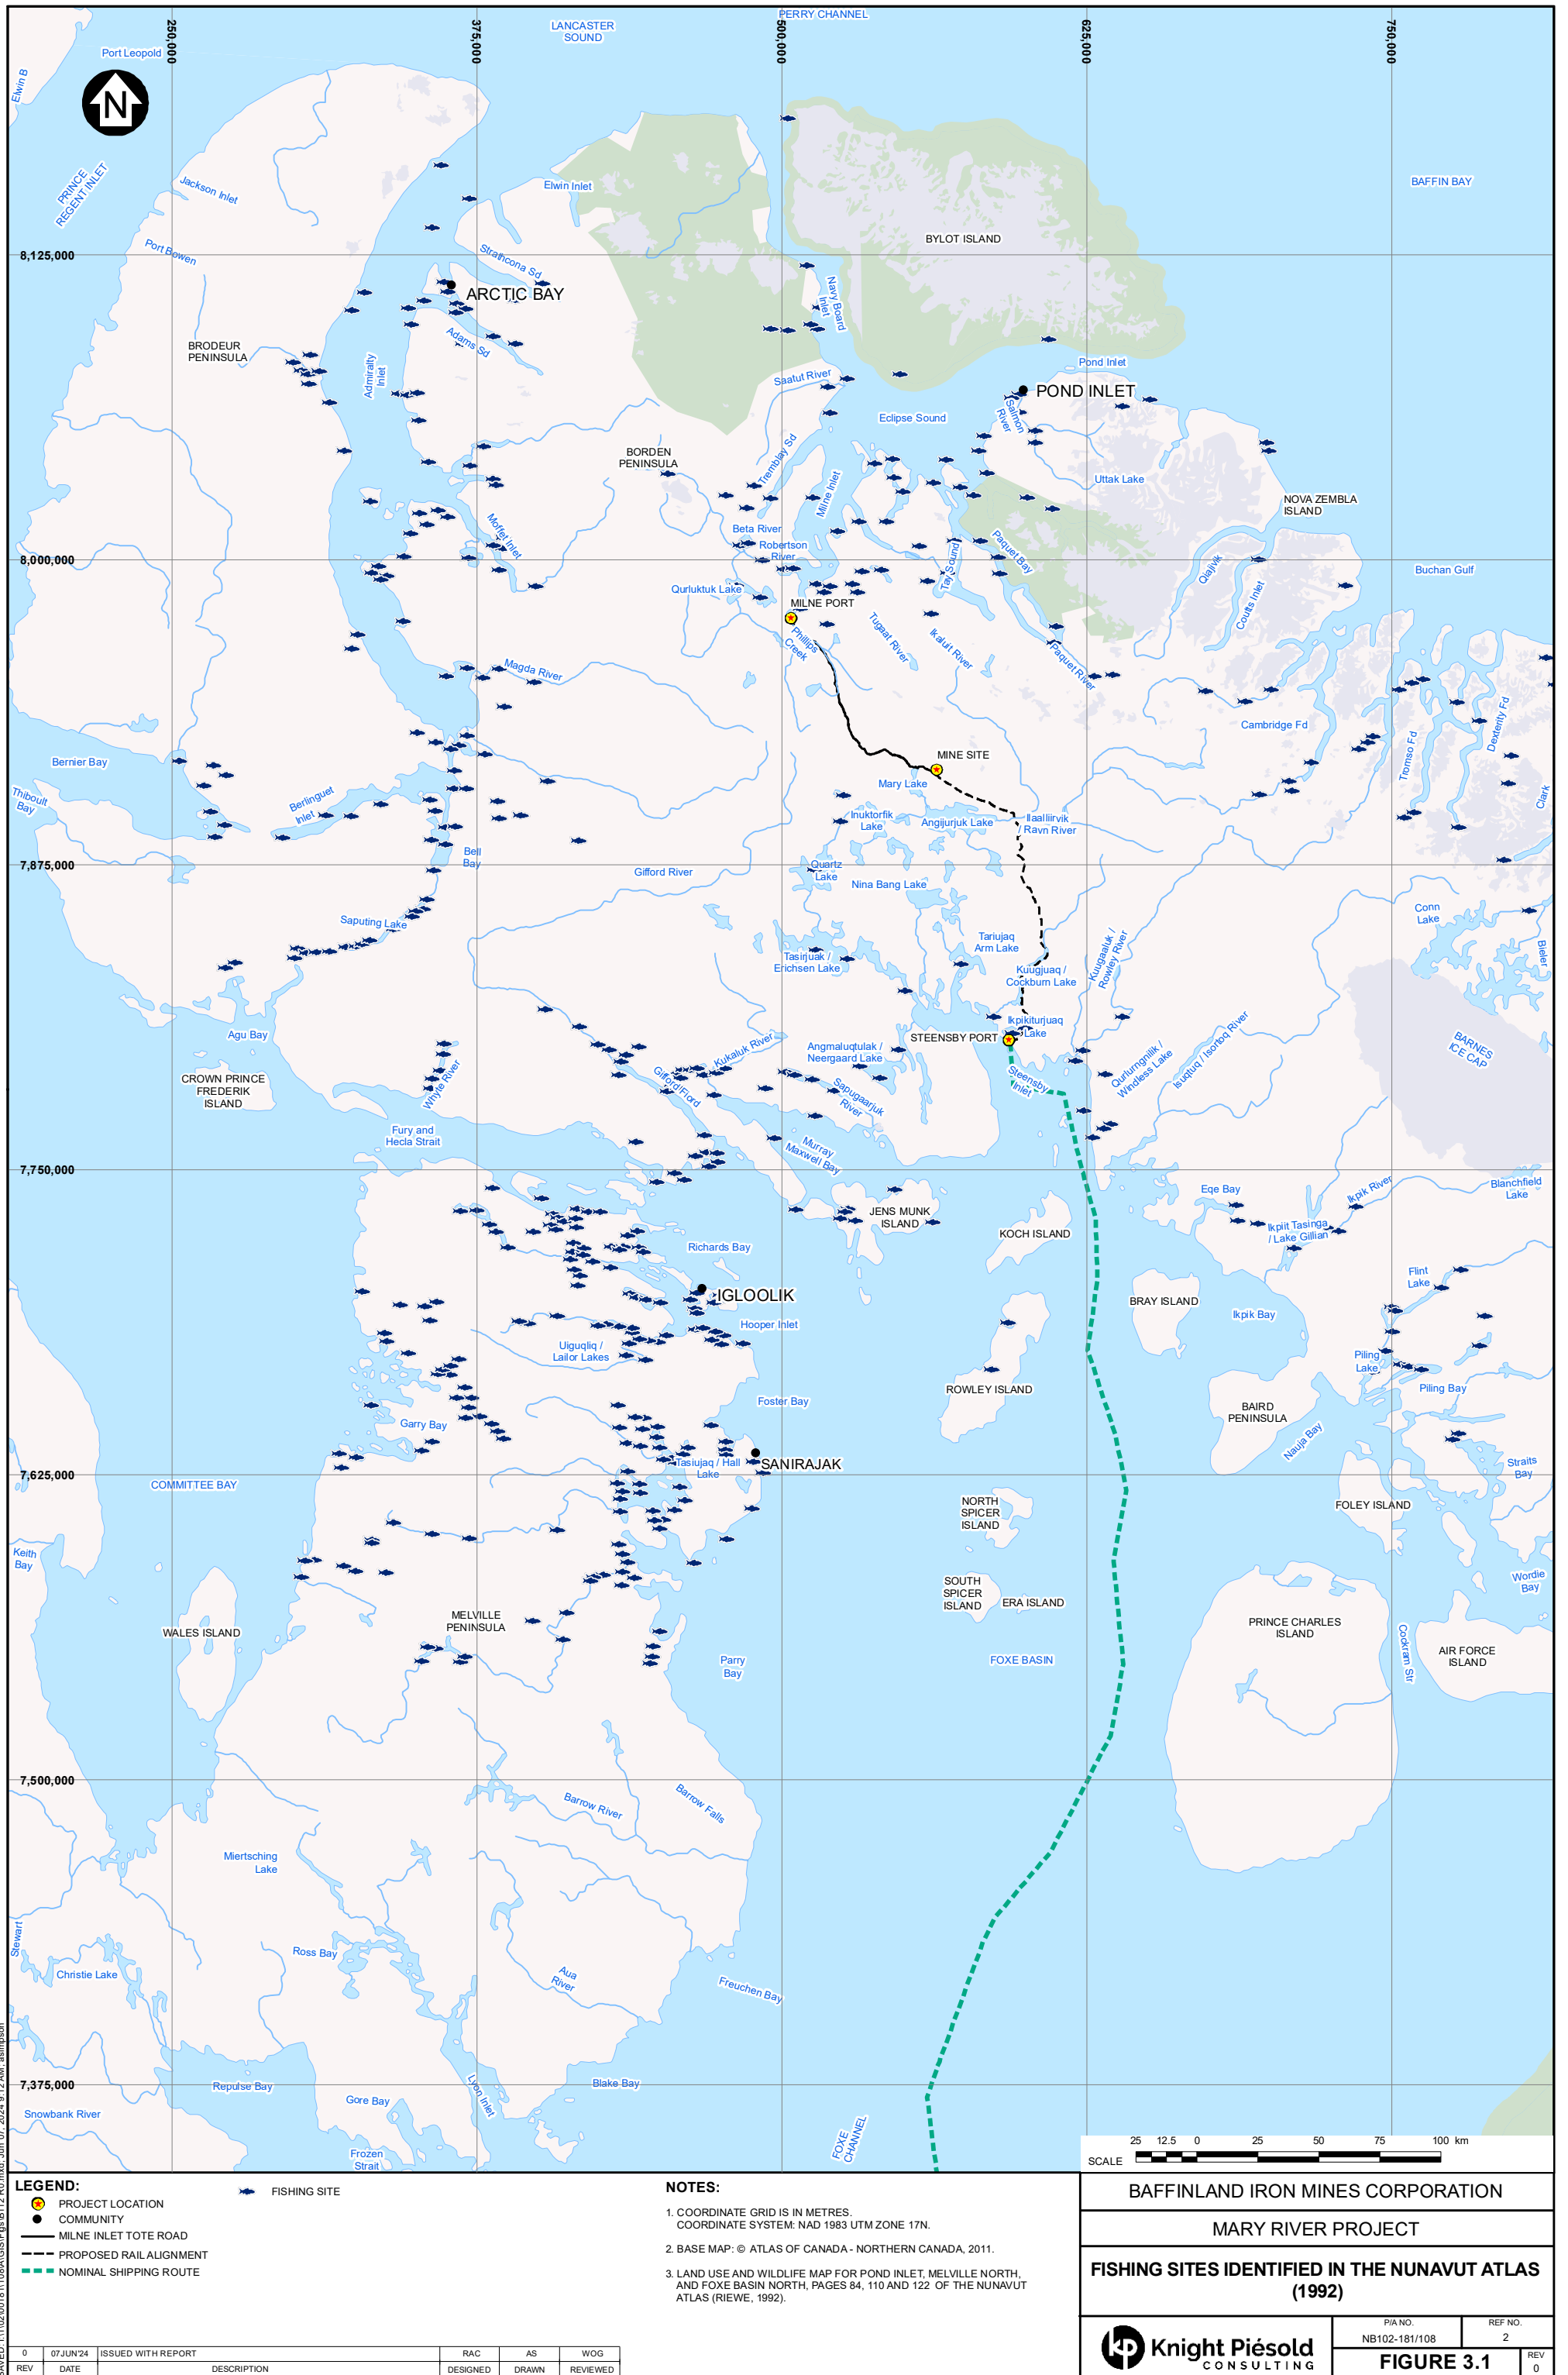 PERRY CHANNEL
LANCASTER
SOUND
250,000
375,000
500,000
625,000
750,000
Port Leopold
Elwin B
N
PRINCE
REGENT INLET
Jackson Inlet
Elwin Inlet
BAFFIN BAY
Port Bowen
Strathcona Sd
BYLOT ISLAND
8,125,000
ARCTIC BAY
Navy Board
Inlet
Adams Sd
BRODEUR
PENINSULA
Admiralty
Inlet
Pond Inlet
Saatut River
POND INLET
Salmon
River
Eclipse Sound
BORDEN
PENINSULA
Tremblay Sd
Milne Inlet
Uttak Lake
NOVA ZEMBLA
ISLAND
Moffet Inlet
Beta River
Robertson
River
Paquet Bay
Tay Sound
8,000,000
Qurluktuk Lake
Qiajivik
Coutts Inlet
Buchan Gulf
MILNE PORT
Phillips
Creek
Tugaat River
Ikaluit River
Paquet River
Magda River
Cambridge Fd
Tromso Fd
Dexterity Fd
Clark
Bernier Bay
MINE SITE
Mary Lake
Thiboult
Bay
Berlinguet
Inlet
Inuktorfik
Lake
Angijurjuk Lake
Ilaalliirvik
Ravn River
Bell
Bay
7,875,000
Gifford River
Quartz
Lake
Nina Bang Lake
Conn
Lake
Saputing Lake
Tariujaq
Arm Lake
Kuugaaluk /
Rowley River
Bieler
Tasirjuak /
Erichsen Lake
Kuugjuaq /
Cockburn Lake
Agu Bay
Ikpikiturjuaq
Lake
STEENSBY PORT
Kukaluk River
Angmaluqtulak /
Neergaard Lake
Qurlurngnilik /
Windless Lake
Isuqtuq / Isortoq River
BARNES
ICE CAP
CROWN PRINCE
FREDERIK
ISLAND
Whyte River
Gifford Fiord
Sapugaarjuk
River
Steensby
Inlet
Fury and
Hecla Strait
Murray
Maxwell Bay
7,750,000
Eqe Bay
Ikpik River
Blanchfield
Lake
JENS MUNK
ISLAND
KOCH ISLAND
Ikpiit Tasinga
/ Lake Gillian
Richards Bay
Flint
Lake
IGLOOLIK
BRAY ISLAND
Ikpik Bay
Hooper Inlet
Uiguqliq /
Lailor Lakes
Piling
Lake
Piling Bay
ROWLEY ISLAND
Foster Bay
BAIRD
PENINSULA
Garry Bay
Nauja Bay
SANIRAJAK
Tasiujaq / Hall
Lake
7,625,000
COMMITTEE BAY
Straits
Bay
NORTH
SPICER
ISLAND
FOLEY ISLAND
Keith
Bay
SOUTH
SPICER
ISLAND
ERA ISLAND
Wordie
Bay
WALES ISLAND
MELVILLE
PENINSULA
PRINCE CHARLES
ISLAND
Cockram Str
AIR FORCE
ISLAND
Parry
Bay
FOXE BASIN
7,500,000
Barrow River
Barrow Falls
Miertsching
Lake
Stewart
Ross Bay
Christie Lake
Aua
River
Freuchen Bay
7,375,000
Repulse Bay
Gore Bay
Lyon Inlet
Blake Bay
Snowbank River
Frozen
Strait
FOXE
CHANNEL
SCALE
25 12.5 0 25 50 75 100 km
LEGEND:
PROJECT LOCATION
COMMUNITY
MILNE INLET TOTE ROAD
PROPOSED RAIL ALIGNMENT
NOMINAL SHIPPING ROUTE
FISHING SITE
NOTES:
1. COORDINATE GRID IS IN METRES.
COORDINATE SYSTEM: NAD 1983 UTM ZONE 17N.
2. BASE MAP: © ATLAS OF CANADA - NORTHERN CANADA, 2011.
3. LAND USE AND WILDLIFE MAP FOR POND INLET, MELVILLE NORTH,
AND FOXE BASIN NORTH, PAGES 84, 110 AND 122 OF THE NUNAVUT
ATLAS (RIEWE, 1992).
BAFFINLAND IRON MINES CORPORATION
MARY RIVER PROJECT
FISHING SITES IDENTIFIED IN THE NUNAVUT ATLAS
(1992)
kp Knight Piésold
CONSULTING
P/A NO.
NB102-181/108
REF NO.
2
FIGURE 3.1
REV
0
0 07JUN'24 ISSUED WITH REPORT RAC AS WOG
REV DATE DESCRIPTION DESIGNED DRAWN REVIEWED